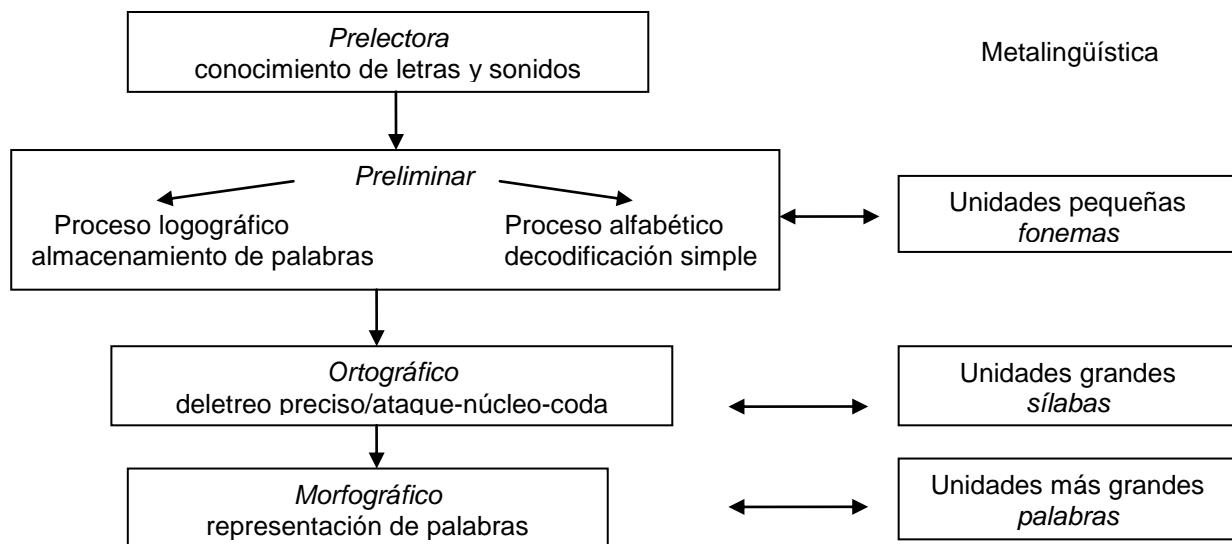 Prelectora
conocimiento de letras y sonidos
Metalingüística
Preliminar
Proceso logográfico
almacenamiento de palabras
Proceso alfabético
decodificación simple
Unidades pequeñas
fonemas
Ortográfico
deletreo preciso/ataque-núcleo-coda
Unidades grandes
sílabas
Morfográfico
representación de palabras
Unidades más grandes
palabras